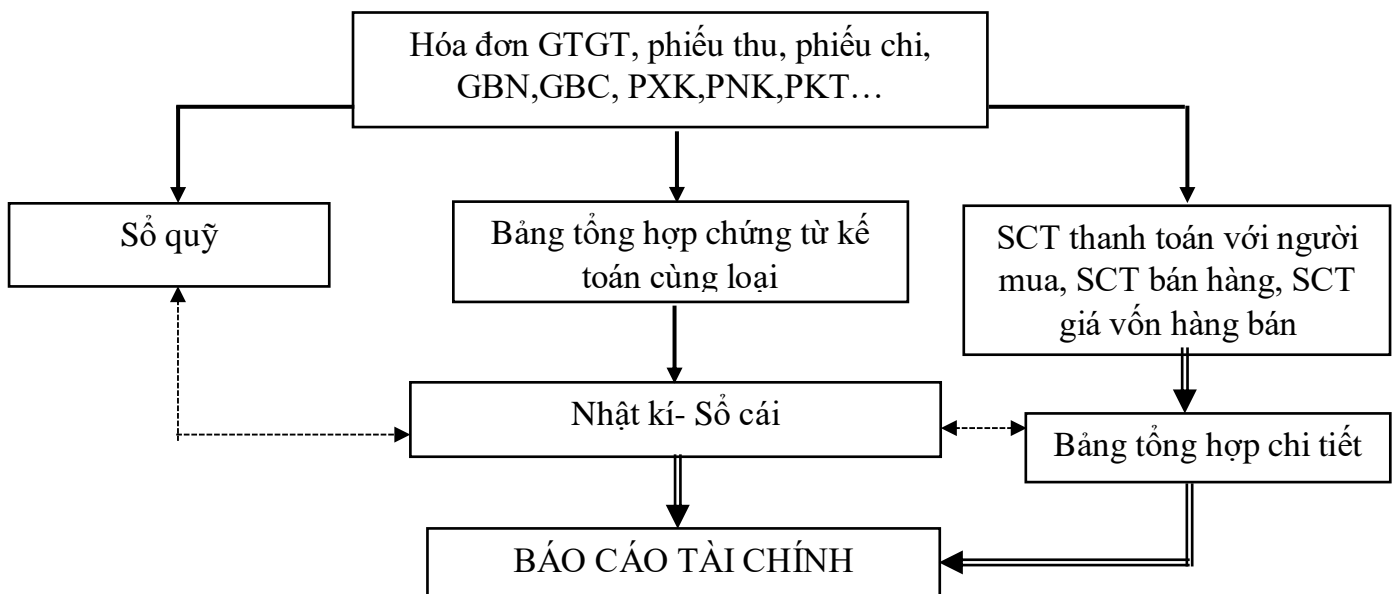 Hóa đơn GTGT, phiếu thu, phiếu chi,
GBN,GBC, PXK,PNK,PKT…
Sổ quỹ
Bảng tổng hợp chứng từ kế
toán cùng loại
SCT thanh toán với người
mua, SCT bán hàng, SCT
giá vốn hàng bán
Nhật kí- Sổ cái
Bảng tổng hợp chi tiết
BÁO CÁO TÀI CHÍNH